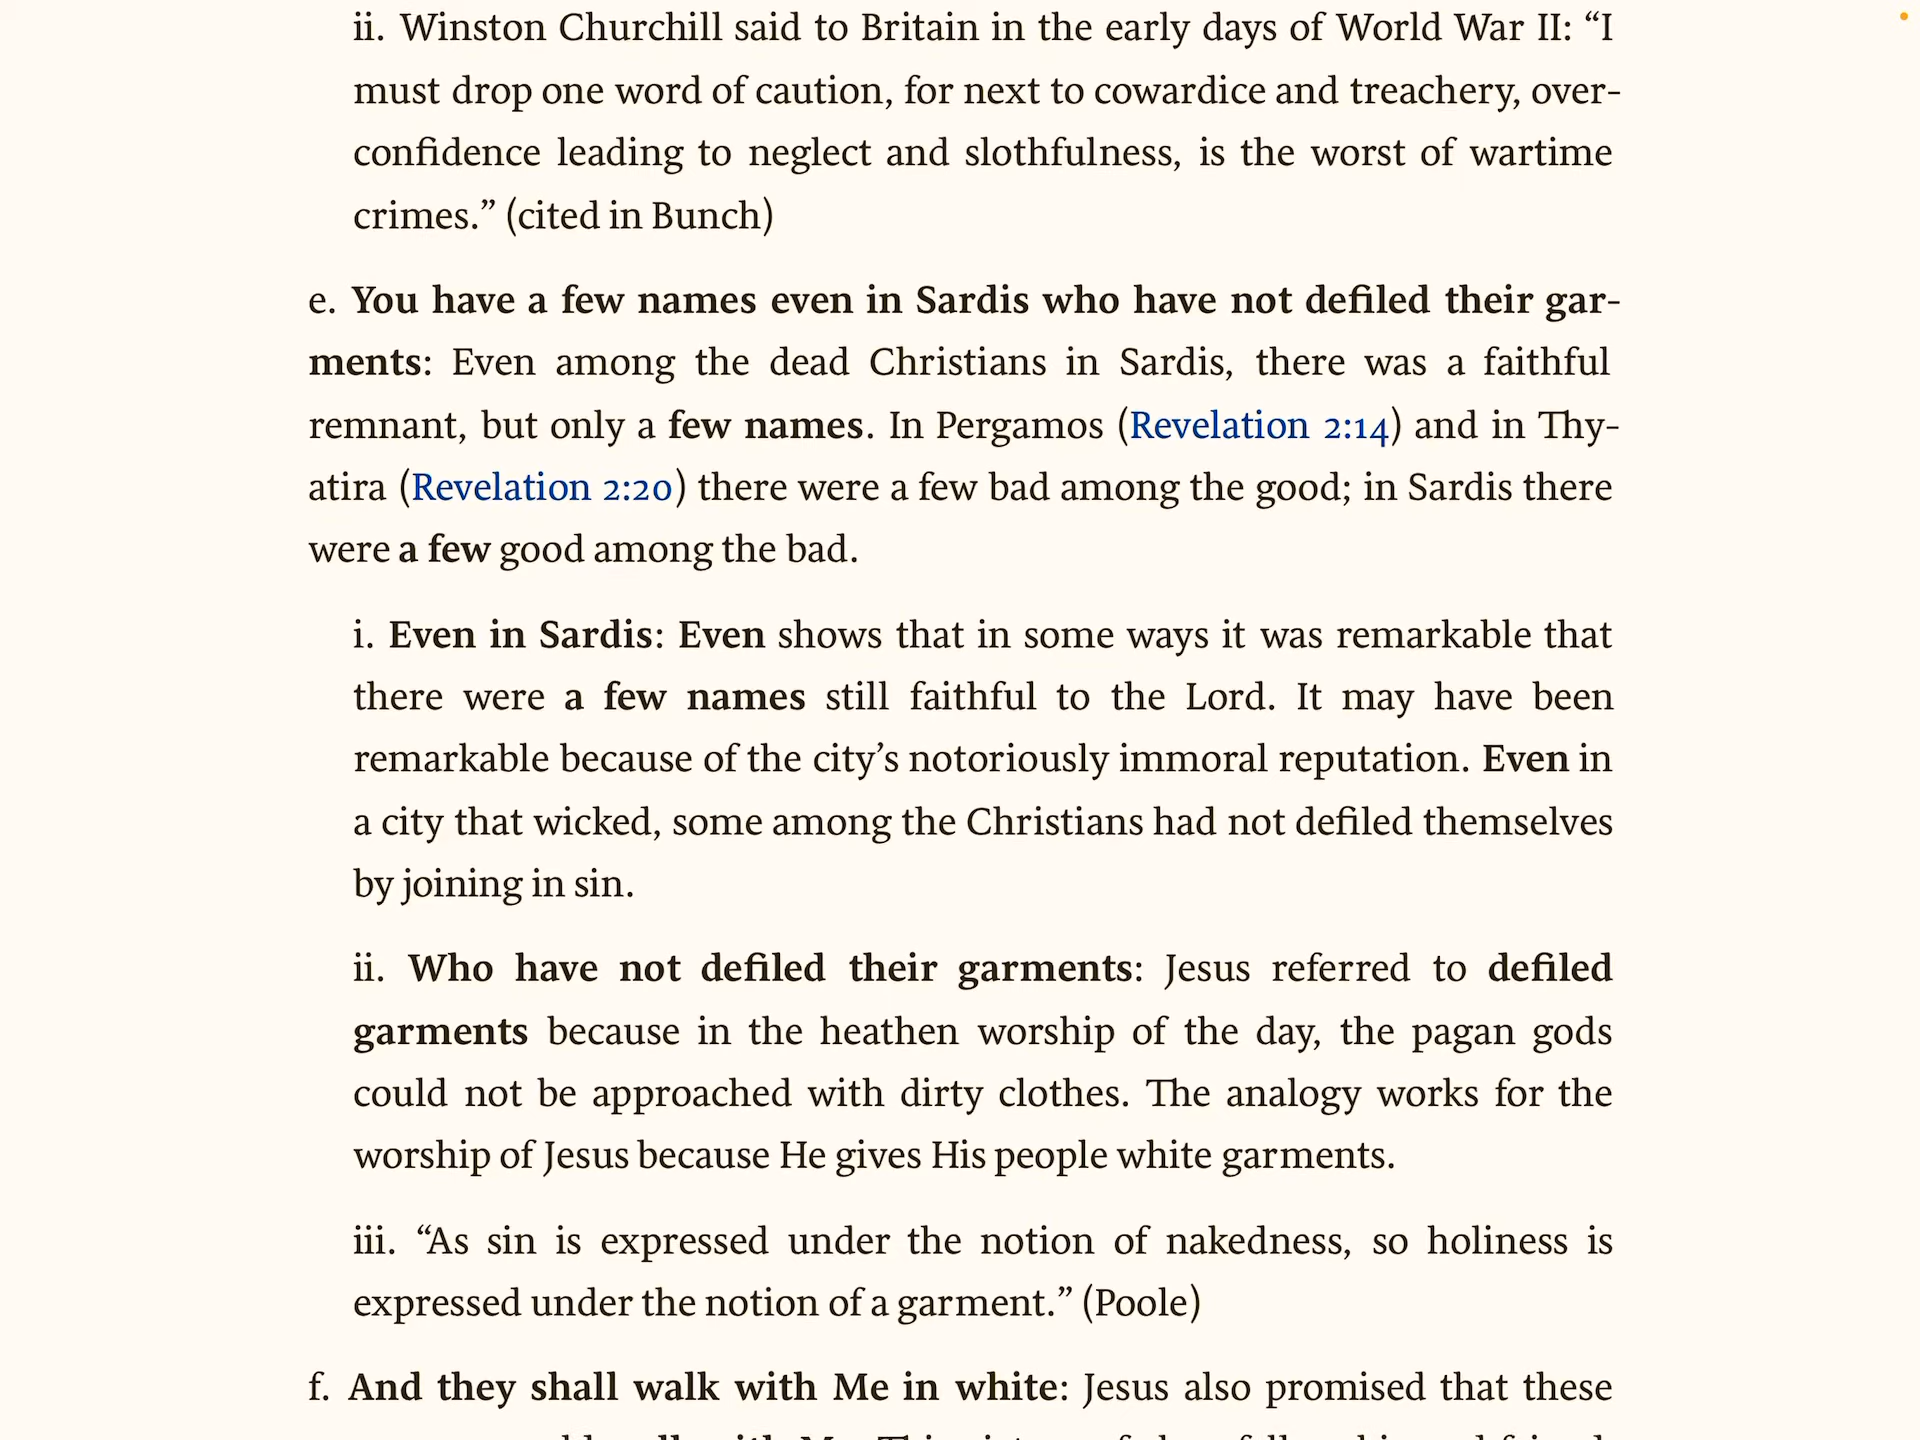 ii. Winston Churchill said to Britain in the early days of World War II: “I
must drop one word of caution, for next to cowardice and treachery, over-
confidence leading to neglect and slothfulness, is the worst of wartime
crimes.” (cited in Bunch)
e. You have a few names even in Sardis who have not defiled their gar-
ments: Even among the dead Christians in Sardis, there was a faithful
remnant, but only a few names. In Pergamos (Revelation 2:14) and in Thy-
atira (Revelation 2:20) there were a few bad among the good; in Sardis there
were a few good among the bad.
i. Even in Sardis: Even shows that in some ways it was remarkable that
there were a few names still faithful to the Lord. It may have been
remarkable because of the city’s notoriously immoral reputation. Even in
a city that wicked, some among the Christians had not defiled themselves
by joining in sin.
ii. Who have not defiled their garments: Jesus referred to defiled
garments because in the heathen worship of the day, the pagan gods
could not be approached with dirty clothes. The analogy works for the
worship of Jesus because He gives His people white garments.
iii. “As sin is expressed under the notion of nakedness, so holiness is
expressed under the notion of a garment.” (Poole)
f. And they shall walk with Me in white: Jesus also promised that these